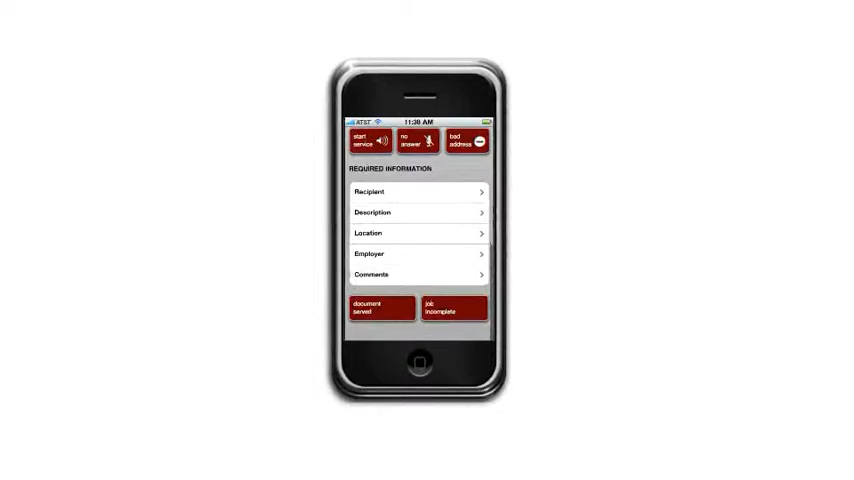 AT&T 11:38 AM
start service
no answer
bad address
REQUIRED INFORMATION
Recipient
Description
Location
Employer
Comments
document served
job incomplete